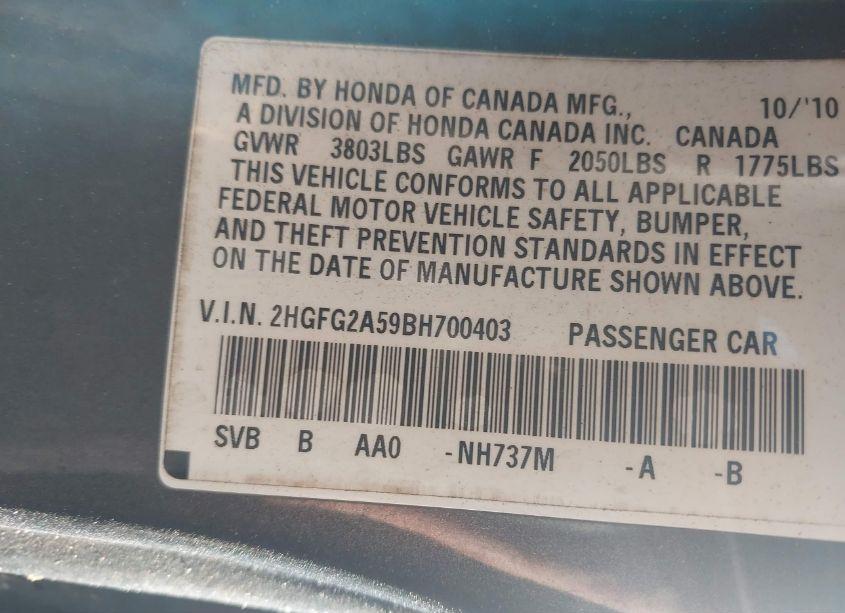 MFD. BY HONDA OF CANADA MFG., 10/'10
A DIVISION OF HONDA CANADA INC. CANADA
GVWR 3803LBS GAWR F 2050LBS R 1775LBS
THIS VEHICLE CONFORMS TO ALL APPLICABLE
FEDERAL MOTOR VEHICLE SAFETY, BUMPER,
AND THEFT PREVENTION STANDARDS IN EFFECT
ON THE DATE OF MANUFACTURE SHOWN ABOVE.
V.I.N. 2HGFG2A59BH700403 PASSENGER CAR
SVB B AA0 -NH737M -A -B